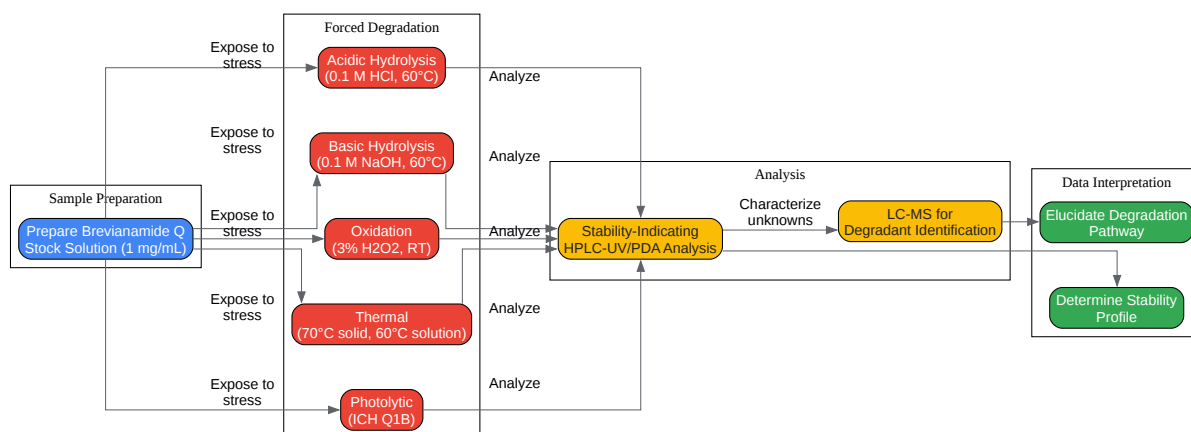 Forced Degradation
Expose to
stress
Acidic Hydrolysis
(0.1 M HCl, 60°C)
Analyze
Expose to
stress
Basic Hydrolysis
(0.1 M NaOH, 60°C)
Analyze
Sample Preparation
Prepare Brevianamide Q
Stock Solution (1 mg/mL)
Expose to
stress
Oxidation
(3% H2O2, RT)
Analyze
Expose to
stress
Thermal
(70°C solid, 60°C solution)
Analyze
Expose to
stress
Photolytic
(ICH Q1B)
Analyze
Analysis
Stability-Indicating
HPLC-UV/PDA Analysis
Characterize
unknowns
LC-MS for
Degradant Identification
Data Interpretation
Elucidate Degradation
Pathway
Determine Stability
Profile